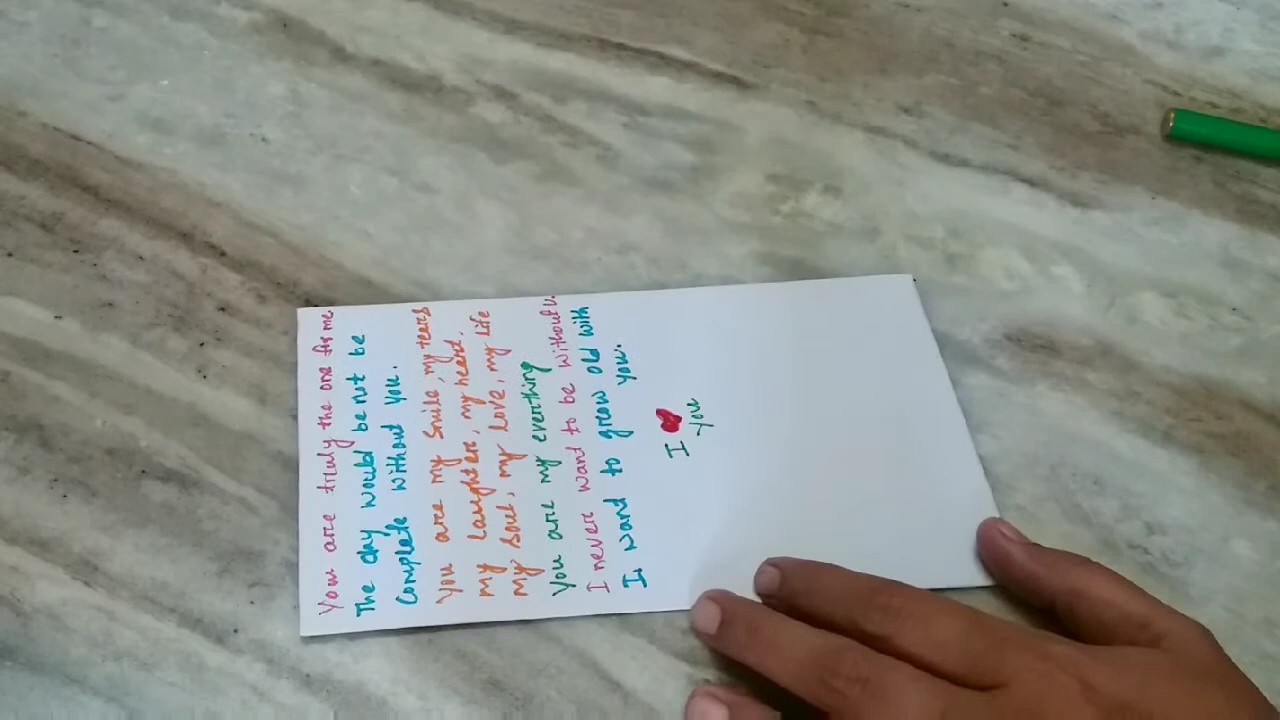 You are truly the one for me
The day would be not be
complete without you.
You are my smile, my tears
my laughtere, my heart.
my soul, my love, my life
You are my everthing
I never want to be without u.
I want to grow old with
you.
I ❤
you